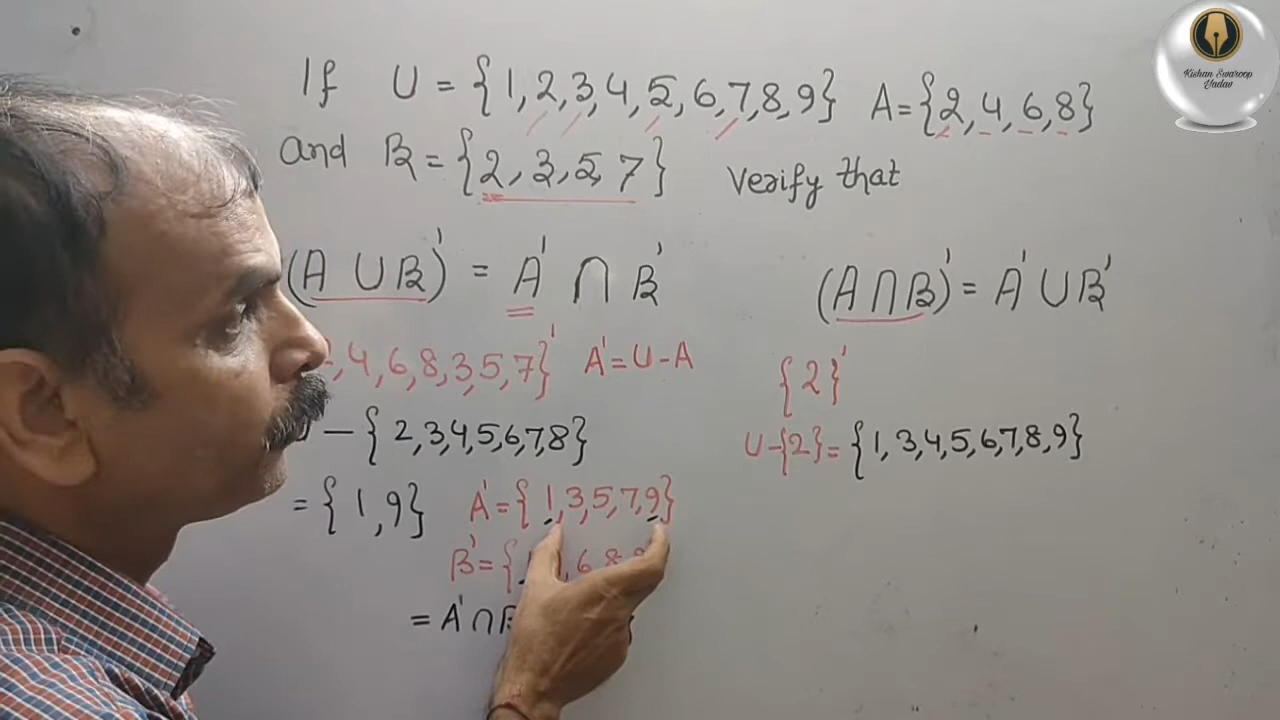 If U = {1,2,3,4,5,6,7,8,9} A={2,4,6,8}
and B={2,3,5,7} Verify that
(A ∪ B)' = A' ∩ B'
(A∩B)' = A' ∪ B'
,4,6,8,3,5,7}' A'=U-A
{2}'
– { 2,3,4,5,6,7,8}
U-{2}= {1,3,4,5,6,7,8,9}
= { 1,9} A'={ 1,3,5,7,9}
B'={ ,6,8
= A' ∩
Kishan Swaroop
Yadav